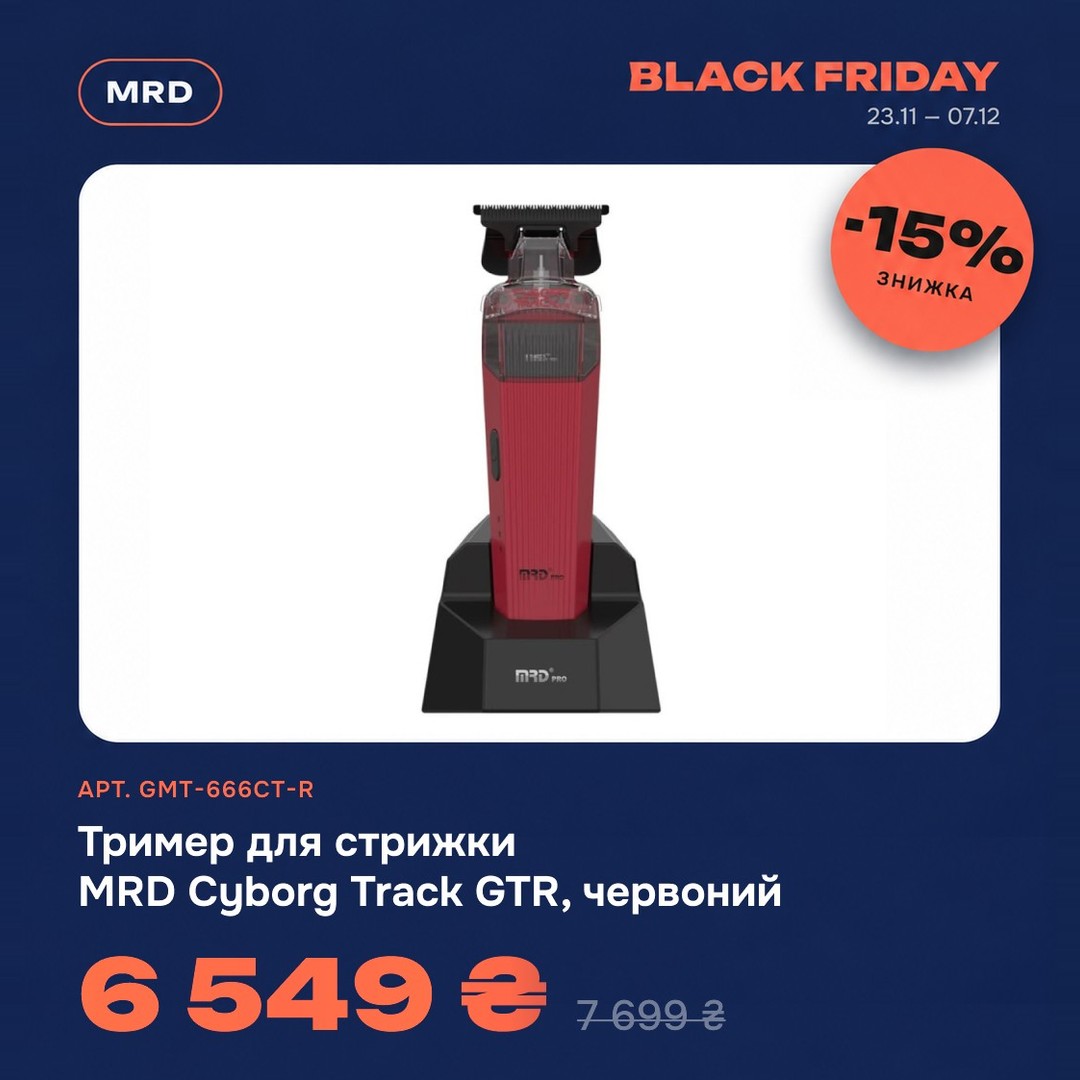 MRD
BLACK FRIDAY
23.11 – 07.12
-15%
ЗНИЖКА
MRD® PRO
MRD® PRO
АРТ. GMT-666CT-R
Тример для стрижки
MRD Cyborg Track GTR, червоний
6 549 ₴
7 699 ₴